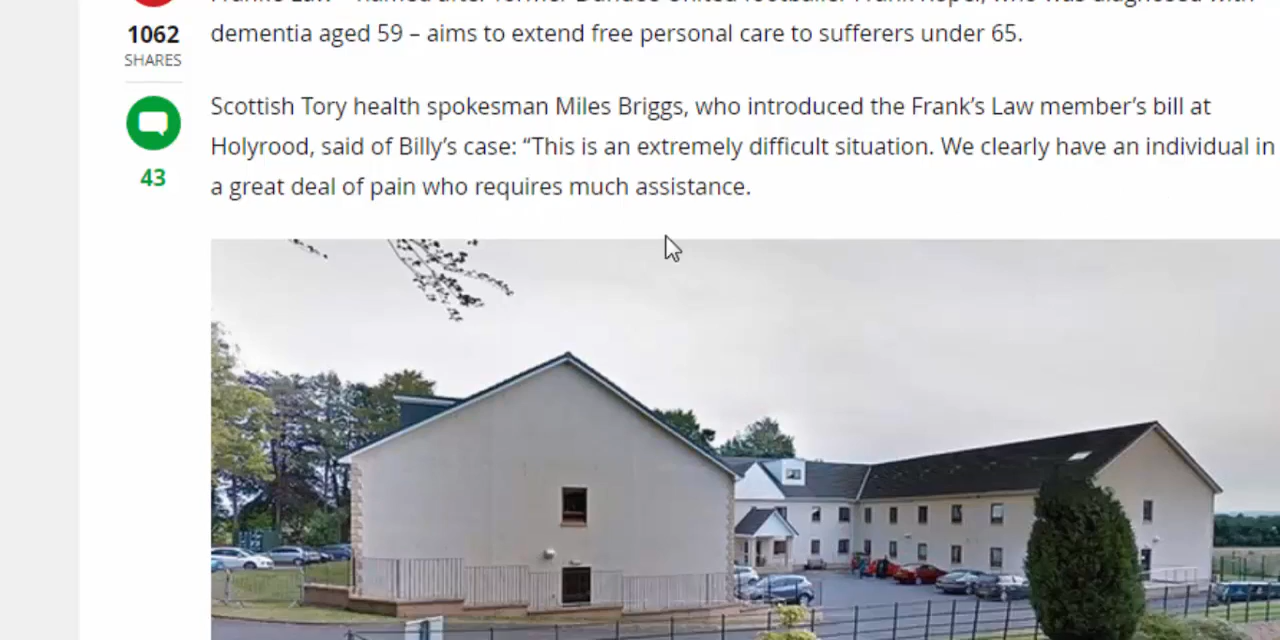 1062
SHARES
43
dementia aged 59 – aims to extend free personal care to sufferers under 65.
Scottish Tory health spokesman Miles Briggs, who introduced the Frank’s Law member’s bill at
Holyrood, said of Billy’s case: “This is an extremely difficult situation. We clearly have an individual in
a great deal of pain who requires much assistance.